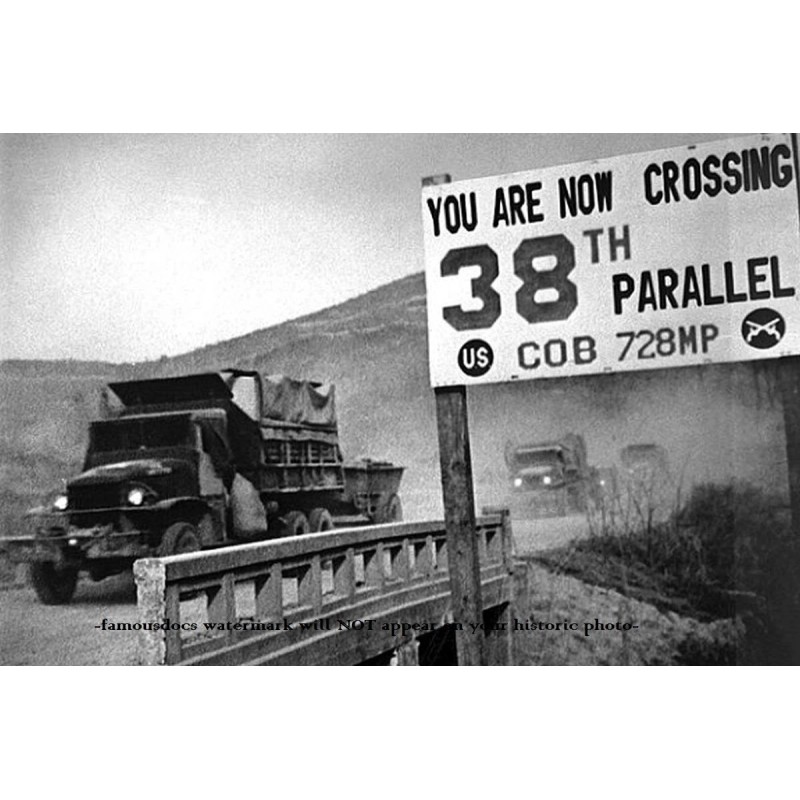 YOU ARE NOW CROSSING
38TH
PARALLEL
US COB 728MP
-famousdocs watermark will NOT appear on your historic photo-